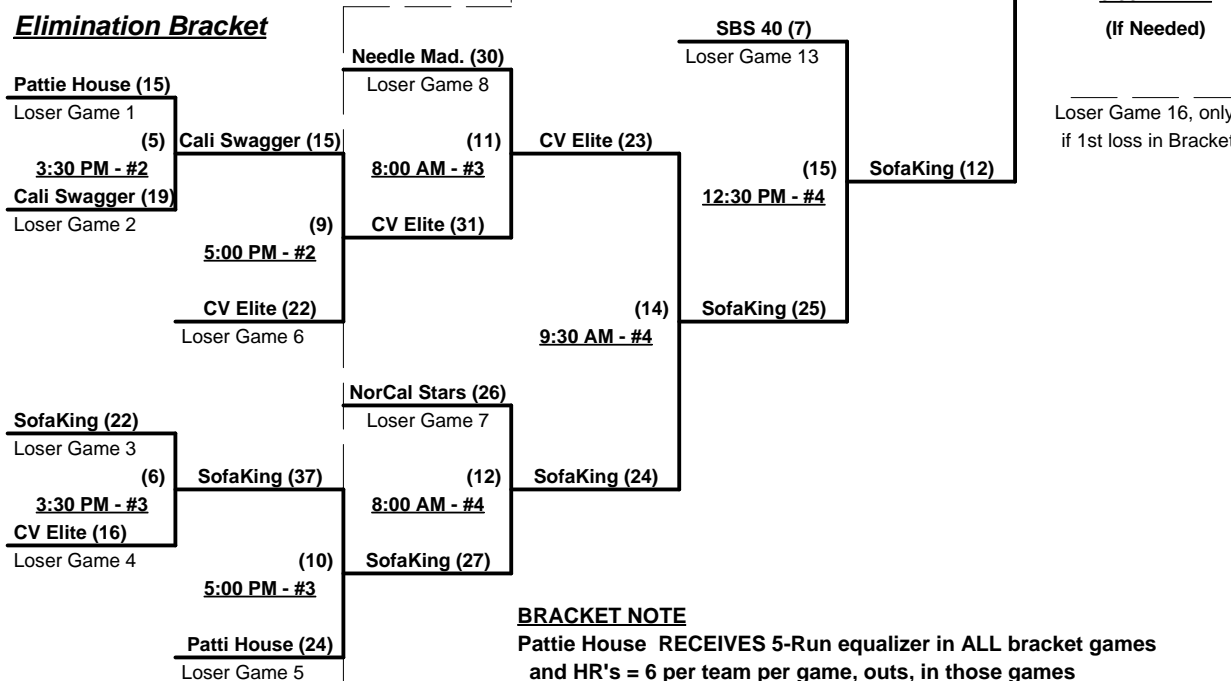 Elimination Bracket
SBS 40 (7)
(If Needed)
Needle Mad. (30)
Loser Game 13
Pattie House (15)
Loser Game 8
Loser Game 1
Loser Game 16, only
(5)
Cali Swagger (15)
(11)
CV Elite (23)
if 1st loss in Bracket
3:30 PM - #2
8:00 AM - #3
(15)
SofaKing (12)
Cali Swagger (19)
12:30 PM - #4
Loser Game 2
(9)
CV Elite (31)
5:00 PM - #2
CV Elite (22)
(14)
SofaKing (25)
Loser Game 6
9:30 AM - #4
NorCal Stars (26)
SofaKing (22)
Loser Game 7
Loser Game 3
(6)
SofaKing (37)
(12)
SofaKing (24)
3:30 PM - #3
8:00 AM - #4
CV Elite (16)
Loser Game 4
(10)
SofaKing (27)
5:00 PM - #3
BRACKET NOTE
Patti House (24)
Pattie House RECEIVES 5-Run equalizer in ALL bracket games
Loser Game 5
and HR's = 6 per team per game, outs, in those games